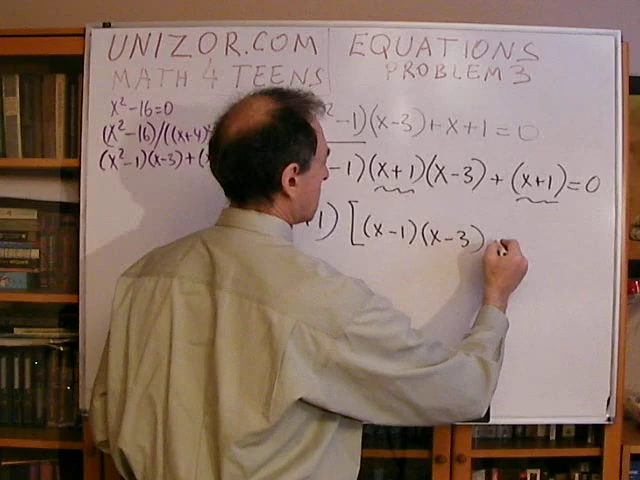 UNIZOR.COM
MATH 4 TEENS
EQUATIONS
PROBLEM 3
x²-16=0
(x²-16)/((x+4)
(x²-1)(x-3)+(x
²-1)(x-3)+x+1=0
-1)(x+1)(x-3)+(x+1)=0
1) [(x-1)(x-3)